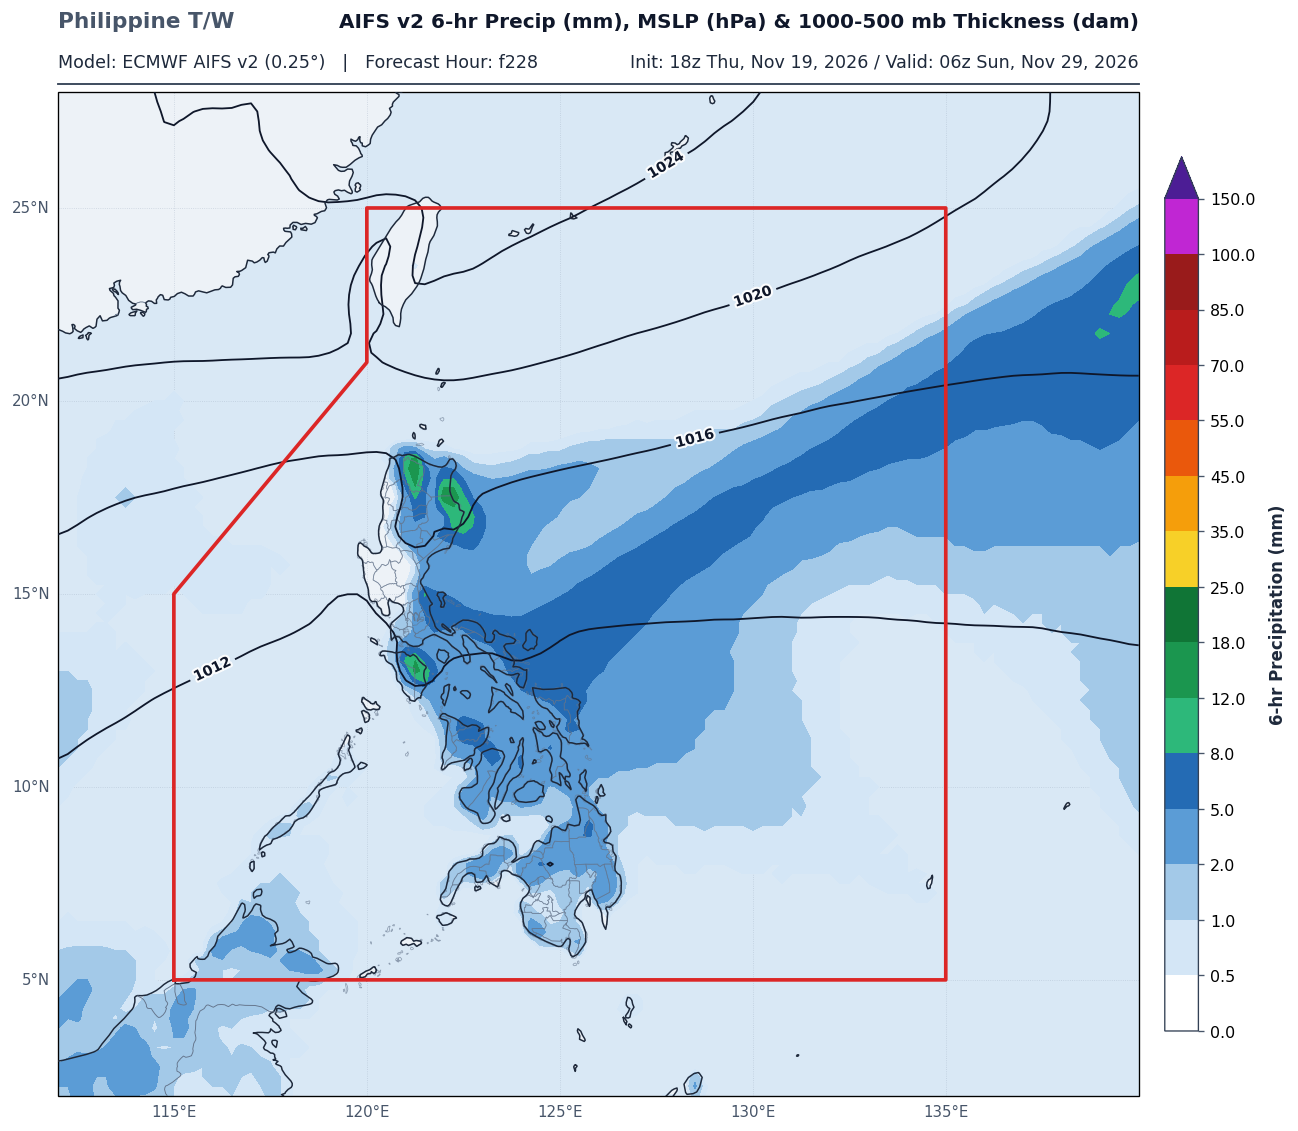 Philippine T/W
AIFS v2 6-hr Precip (mm), MSLP (hPa) & 1000-500 mb Thickness (dam)
Model: ECMWF AIFS v2 (0.25°) | Forecast Hour: f228
Init: 18z Thu, Nov 19, 2026 / Valid: 06z Sun, Nov 29, 2026
1024
1020
1016
1012
25°N
20°N
15°N
10°N
5°N
115°E
120°E
125°E
130°E
135°E
150.0
100.0
85.0
70.0
55.0
45.0
35.0
25.0
18.0
12.0
8.0
5.0
2.0
1.0
0.5
0.0
6-hr Precipitation (mm)